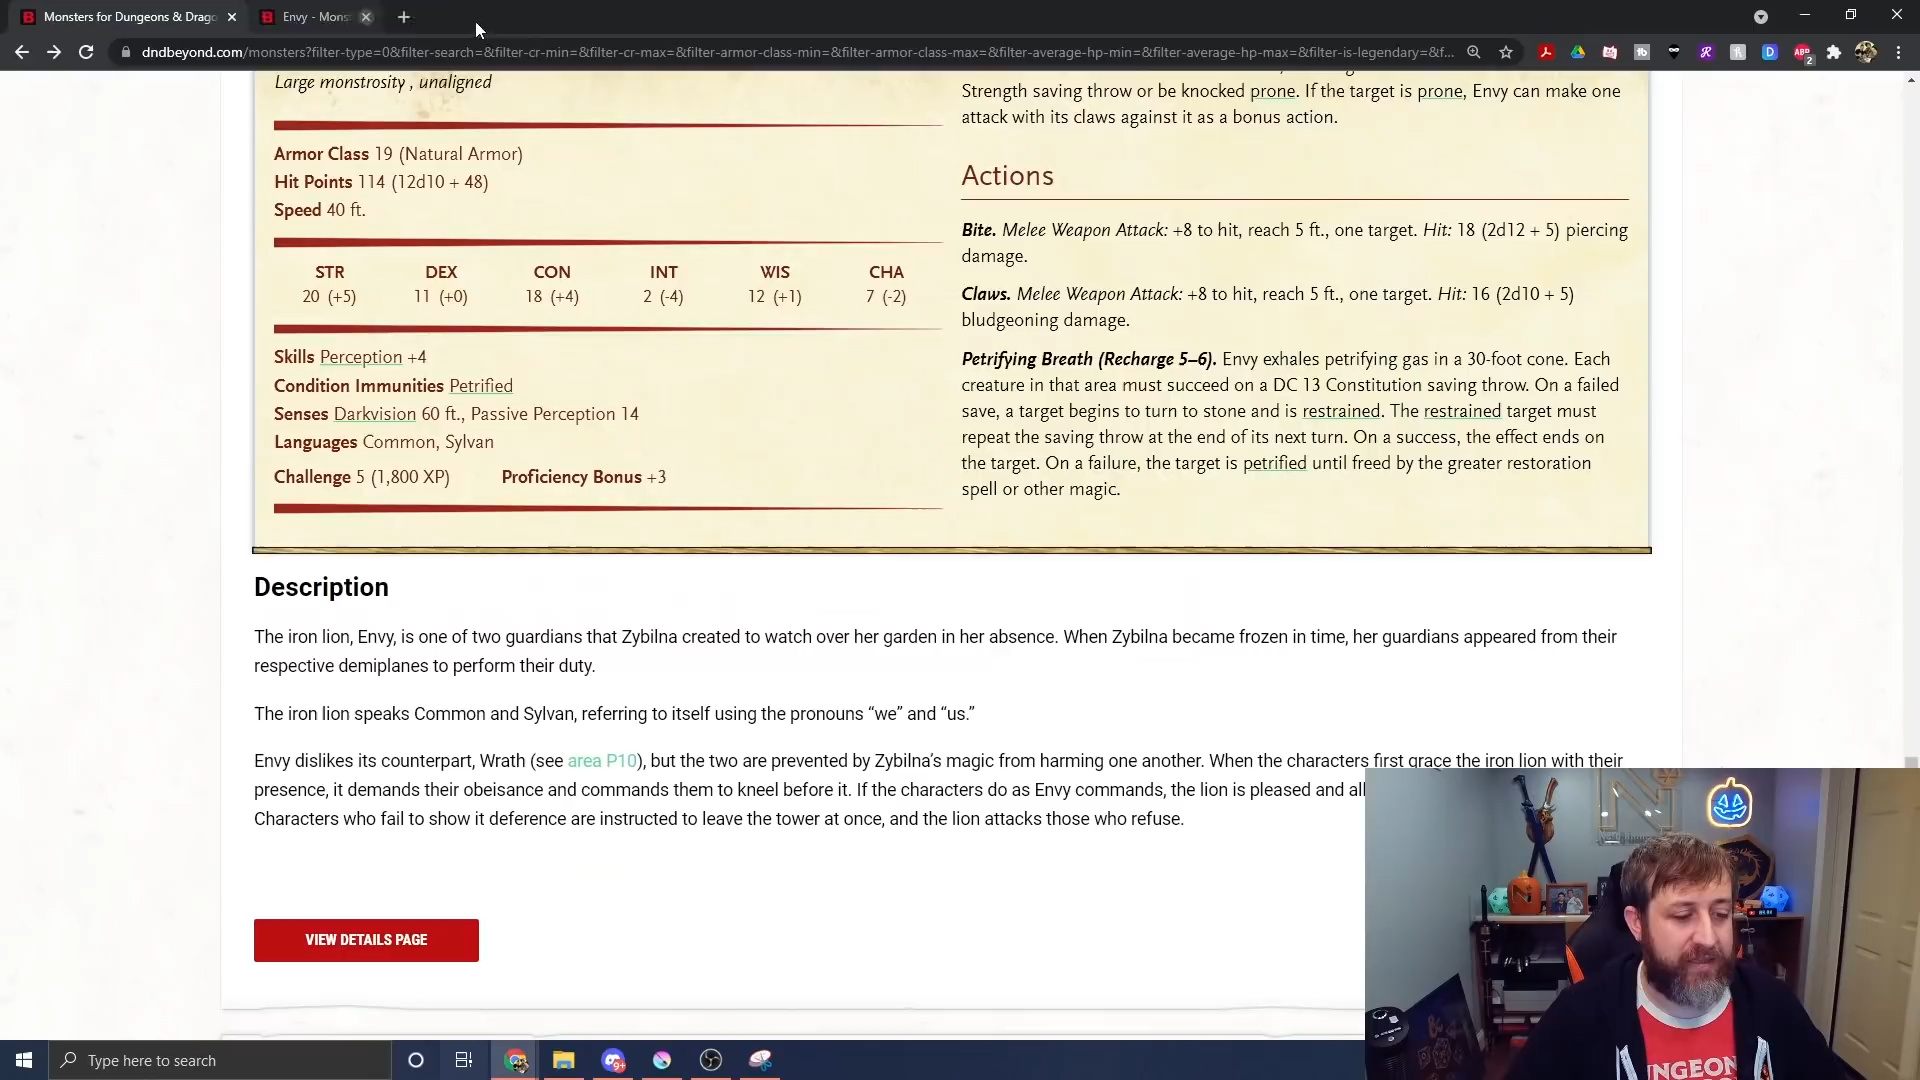 Monsters for Dungeons & Drago
Envy - Mons
dndbeyond.com/monsters?filter-type=0&filter-search=&filter-cr-min=&filter-cr-max=&filter-armor-class-min=&filter-armor-class-max=&filter-average-hp-min=&filter-average-hp-max=&filter-is-legendary=&f...
Large monstrosity , unaligned
Armor Class 19 (Natural Armor)
Hit Points 114 (12d10 + 48)
Speed 40 ft.
STR DEX CON INT WIS CHA
20 (+5) 11 (+0) 18 (+4) 2 (-4) 12 (+1) 7 (-2)
Skills Perception +4
Condition Immunities Petrified
Senses Darkvision 60 ft., Passive Perception 14
Languages Common, Sylvan
Challenge 5 (1,800 XP) Proficiency Bonus +3
Strength saving throw or be knocked prone. If the target is prone, Envy can make one
attack with its claws against it as a bonus action.
Actions
Bite. Melee Weapon Attack: +8 to hit, reach 5 ft., one target. Hit: 18 (2d12 + 5) piercing
damage.
Claws. Melee Weapon Attack: +8 to hit, reach 5 ft., one target. Hit: 16 (2d10 + 5)
bludgeoning damage.
Petrifying Breath (Recharge 5–6). Envy exhales petrifying gas in a 30-foot cone. Each
creature in that area must succeed on a DC 13 Constitution saving throw. On a failed
save, a target begins to turn to stone and is restrained. The restrained target must
repeat the saving throw at the end of its next turn. On a success, the effect ends on
the target. On a failure, the target is petrified until freed by the greater restoration
spell or other magic.
Description
The iron lion, Envy, is one of two guardians that Zybilna created to watch over her garden in her absence. When Zybilna became frozen in time, her guardians appeared from their
respective demiplanes to perform their duty.
The iron lion speaks Common and Sylvan, referring to itself using the pronouns “we” and “us.”
Envy dislikes its counterpart, Wrath (see area P10), but the two are prevented by Zybilna’s magic from harming one another. When the characters first grace the iron lion with their
presence, it demands their obeisance and commands them to kneel before it. If the characters do as Envy commands, the lion is pleased and all
Characters who fail to show it deference are instructed to leave the tower at once, and the lion attacks those who refuse.
VIEW DETAILS PAGE
Type here to search